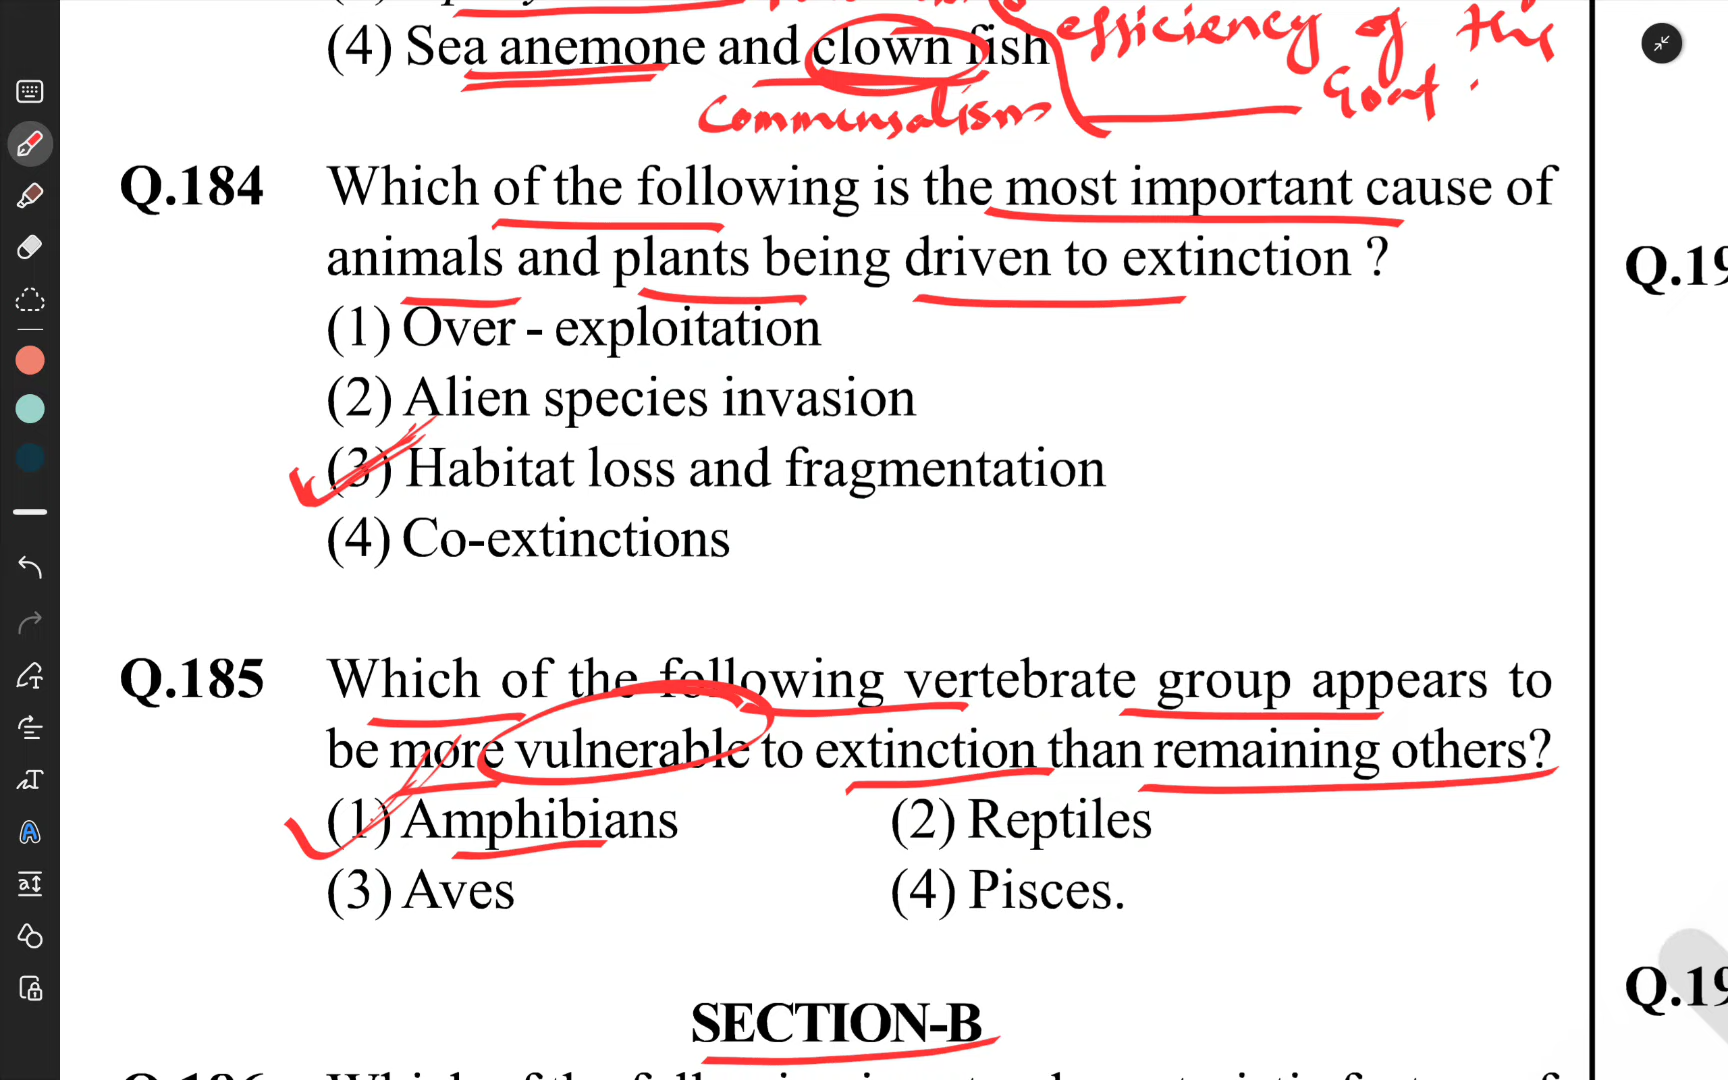 (4) Sea anemone and clown fish
efficiency of this
Goat.
Commensalism
Q.184 Which of the following is the most important cause of
animals and plants being driven to extinction ?
(1) Over - exploitation
(2) Alien species invasion
(3) Habitat loss and fragmentation
(4) Co-extinctions
Q.185 Which of the following vertebrate group appears to
be more vulnerable to extinction than remaining others?
(1) Amphibians (2) Reptiles
(3) Aves (4) Pisces.
SECTION-B
Q.19
Q.19